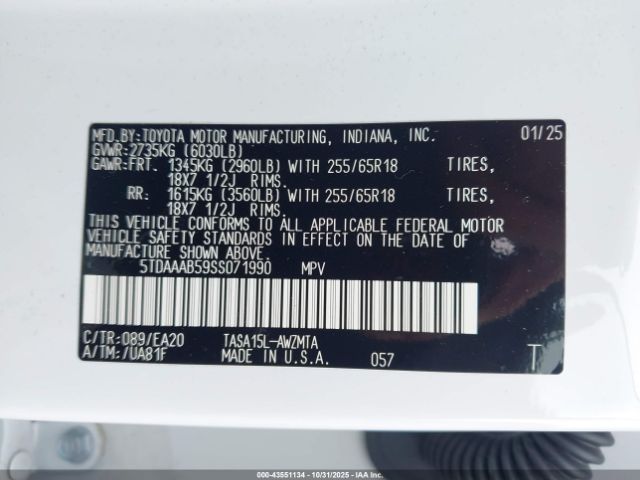 MFD.BY:TOYOTA MOTOR MANUFACTURING, INDIANA, INC. 01/25
GVWR:2735KG (6030LB)
GAWR:FRT. 1345KG (2960LB) WITH 255/65R18 TIRES,
18X7 1/2J RIMS.
RR: 1615KG (3560LB) WITH 255/65R18 TIRES,
18X7 1/2J RIMS.
THIS VEHICLE CONFORMS TO ALL APPLICABLE FEDERAL MOTOR
VEHICLE SAFETY STANDARDS IN EFFECT ON THE DATE OF
MANUFACTURE SHOWN ABOVE.
5TDAAAB59SS071990 MPV
C/TR:089/EA20 TASA15L-AWZMTA
A/TM:/UA81F MADE IN U.S.A. 057 T
000-43551134 - 10/31/2025 - IAA Inc.